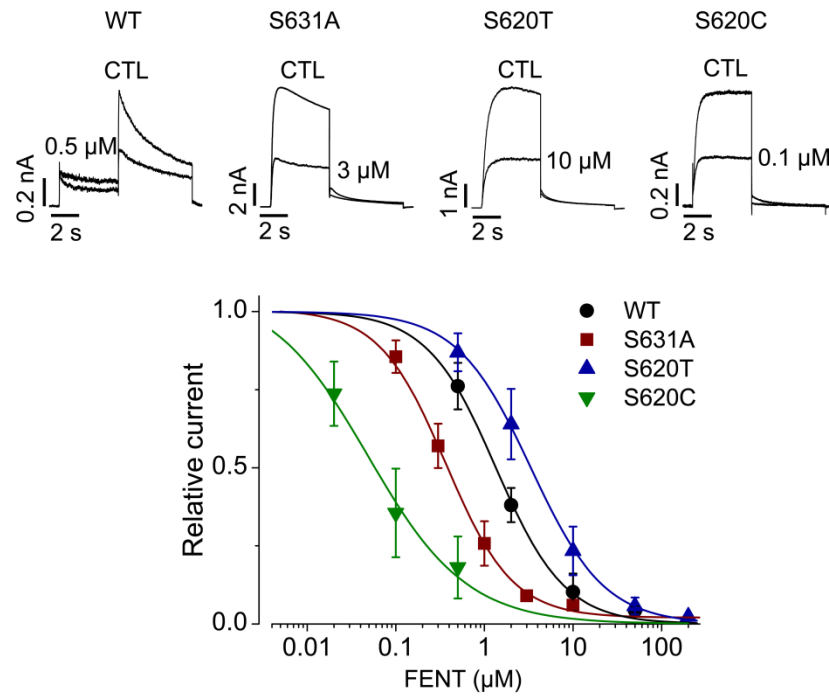 WT S631A S620T S620C
CTL CTL CTL CTL
0.5 µM 3 µM 10 µM 0.1 µM
0.2 nA 2 nA 1 nA 0.2 nA
2 s 2 s 2 s 2 s
1.0
0.5
0.0
Relative current
WT
S631A
S620T
S620C
0.01 0.1 1 10 100
FENT (µM)